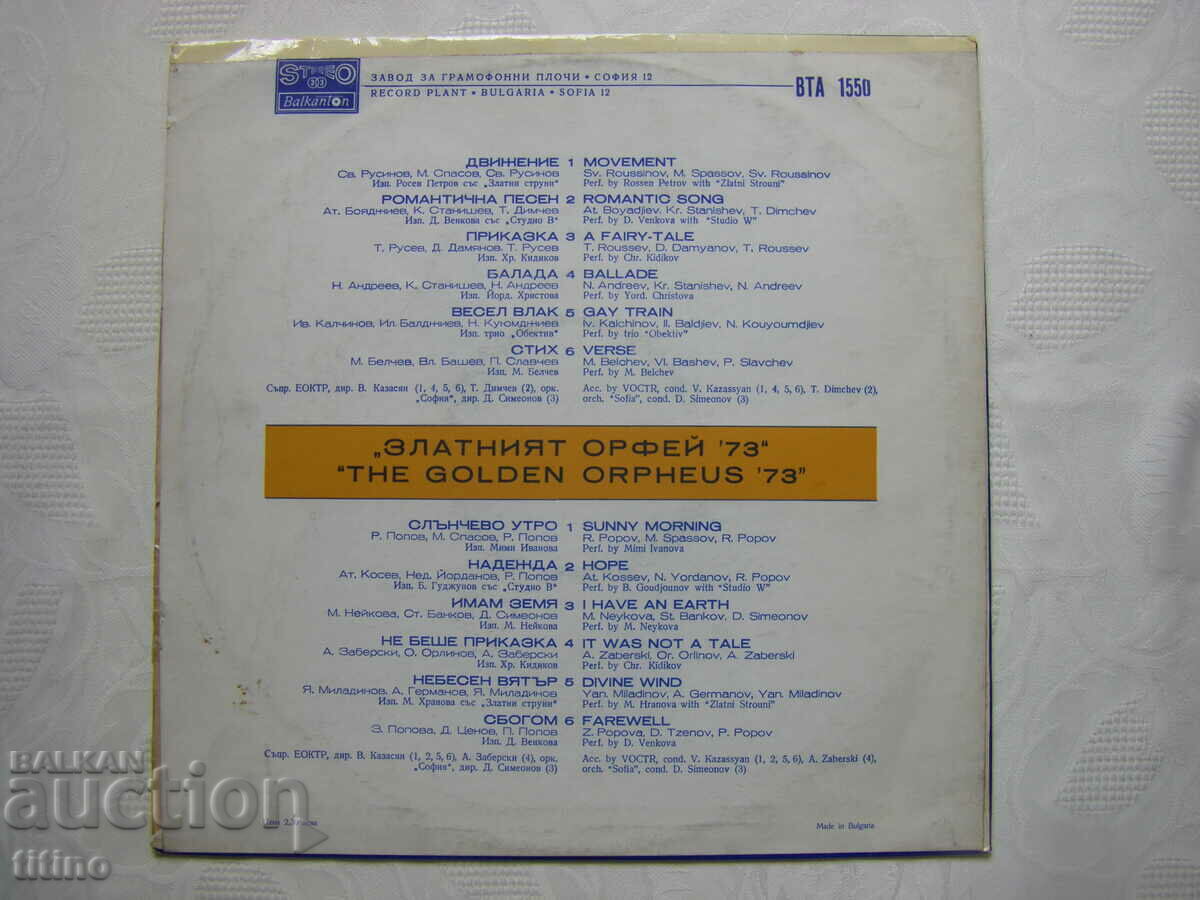 STEREO
33
Balkanton
ЗАВОД ЗА ГРАМОФОННИ ПЛОЧИ • СОФИЯ 12
RECORD PLANT • BULGARIA • SOFIA 12
ВТА 1550
ДВИЖЕНИЕ 1 MOVEMENT
Св. Русинов, М. Спасов, Св. Русинов Sv. Roussinov, M. Spassov, Sv. Roussinov
Изп. Росен Петров със „Златни струни" Perf. by Rossen Petrov with "Zlatni Strouni"
РОМАНТИЧНА ПЕСЕН 2 ROMANTIC SONG
Ат. Бояджиев, К. Станишев, Т. Димчев At. Boyadjiev, Kr. Stanishev, T. Dimchev
Изп. Д. Венкова със „Студио В" Perf. by D. Venkova with "Studio W"
ПРИКАЗКА 3 A FAIRY-TALE
Т. Русев, Д. Дамянов, Т. Русев T. Roussev, D. Damyanov, T. Roussev
Изп. Хр. Кидиков Perf. by Chr. Kidikov
БАЛАДА 4 BALLADE
Н. Андреев, К. Станишев, Н. Андреев N. Andreev, Kr. Stanishev, N. Andreev
Изп. Йорд. Христова Perf. by Yord. Christova
ВЕСЕЛ ВЛАК 5 GAY TRAIN
Ив. Калчинов, Ил. Балджиев, Н. Куюмджиев Iv. Kalchinov, Il. Baldjiev, N. Kouyoumdjiev
Изп. трио „Обектив" Perf. by trio "Obektiv"
СТИХ 6 VERSE
М. Белчев, Вл. Башев, П. Славчев M. Belchev, Vl. Bashev, P. Slavchev
Изп. М. Белчев Perf. by M. Belchev
Съпр. ЕОКТР, дир. В. Казасян (1, 4, 5, 6), Т. Димчев (2), орк. Acc. by VOCTR, cond. V. Kazassyan (1, 4, 5, 6), T. Dimchev (2),
„София", дир. Д. Симеонов (3) orch. "Sofia", cond. D. Simeonov (3)
„ЗЛАТНИЯТ ОРФЕЙ '73"
"THE GOLDEN ORPHEUS '73"
СЛЪНЧЕВО УТРО 1 SUNNY MORNING
Р. Попов, М. Спасов, Р. Попов R. Popov, M. Spassov, R. Popov
Изп. Мими Иванова Perf. by Mimi Ivanova
НАДЕЖДА 2 HOPE
Ат. Косев, Нед. Йорданов, Р. Попов At. Kossev, N. Yordanov, R. Popov
Изп. Б. Гуджунов със „Студио В" Perf. by B. Goudjounov with "Studio W"
ИМАМ ЗЕМЯ 3 I HAVE AN EARTH
М. Нейкова, Ст. Банков, Д. Симеонов M. Neykova, St. Bankov, D. Simeonov
Изп. М. Нейкова Perf. by M. Neykova
НЕ БЕШЕ ПРИКАЗКА 4 IT WAS NOT A TALE
А. Заберски, О. Орлинов, А. Заберски A. Zaberski, Or. Orlinov, A. Zaberski
Изп. Хр. Кидиков Perf. by Chr. Kidikov
НЕБЕСЕН ВЯТЪР 5 DIVINE WIND
Я. Миладинов, А. Германов, Я. Миладинов Yan. Miladinov, A. Germanov, Yan. Miladinov
Изп. М. Хранова със „Златни струни" Perf. by M. Hranova with "Zlatni Strouni"
СБОГОМ 6 FAREWELL
З. Попова, Д. Ценов, П. Попов Z. Popova, D. Tzenov, P. Popov
Изп. Д. Венкова Perf. by D. Venkova
Съпр. ЕОКТР, дир. В. Казасян (1, 2, 5, 6), А. Заберски (4), орк. Acc. by VOCTR, cond. V. Kazassyan (1, 2, 5, 6), A. Zaberski (4),
„София", дир. Д. Симеонов (3) orch. "Sofia", cond. D. Simeonov (3)
Made in Bulgaria
BALKAN
auction
titino